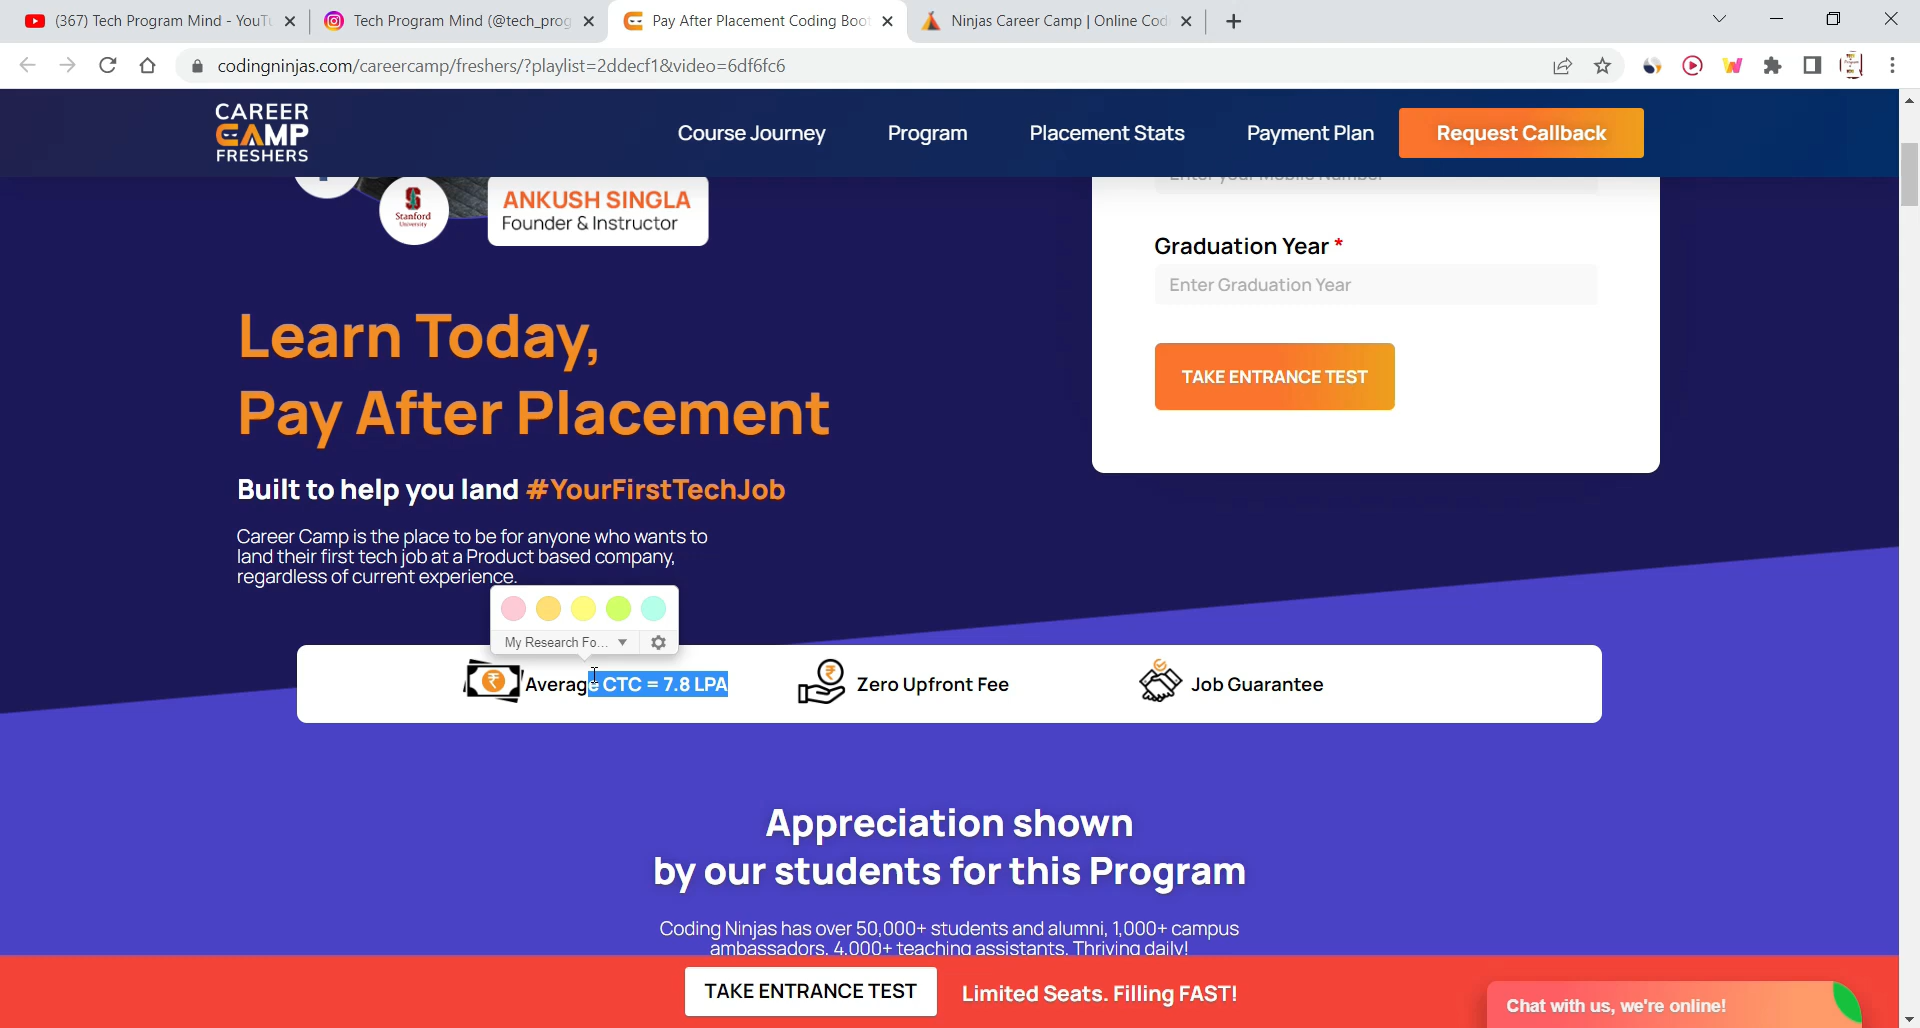 (367) Tech Program Mind - YouTu
Tech Program Mind (@tech_prog
Pay After Placement Coding Boo
Ninjas Career Camp | Online Cod
codingninjas.com/careercamp/freshers/?playlist=2ddecf1&video=6df6fc6
CAREER
CAMP
FRESHERS
Course Journey
Program
Placement Stats
Payment Plan
Request Callback
Enter your Mobile Number
Stanford
University
ANKUSH SINGLA
Founder & Instructor
Graduation Year *
Enter Graduation Year
TAKE ENTRANCE TEST
Learn Today,
Pay After Placement
Built to help you land #YourFirstTechJob
Career Camp is the place to be for anyone who wants to
land their first tech job at a Product based company,
regardless of current experience.
My Research Fo...
Average CTC = 7.8 LPA
Zero Upfront Fee
Job Guarantee
Appreciation shown
by our students for this Program
Coding Ninjas has over 50,000+ students and alumni, 1,000+ campus
ambassadors, 4,000+ teaching assistants. Thriving daily!
TAKE ENTRANCE TEST
Limited Seats. Filling FAST!
Chat with us, we're online!